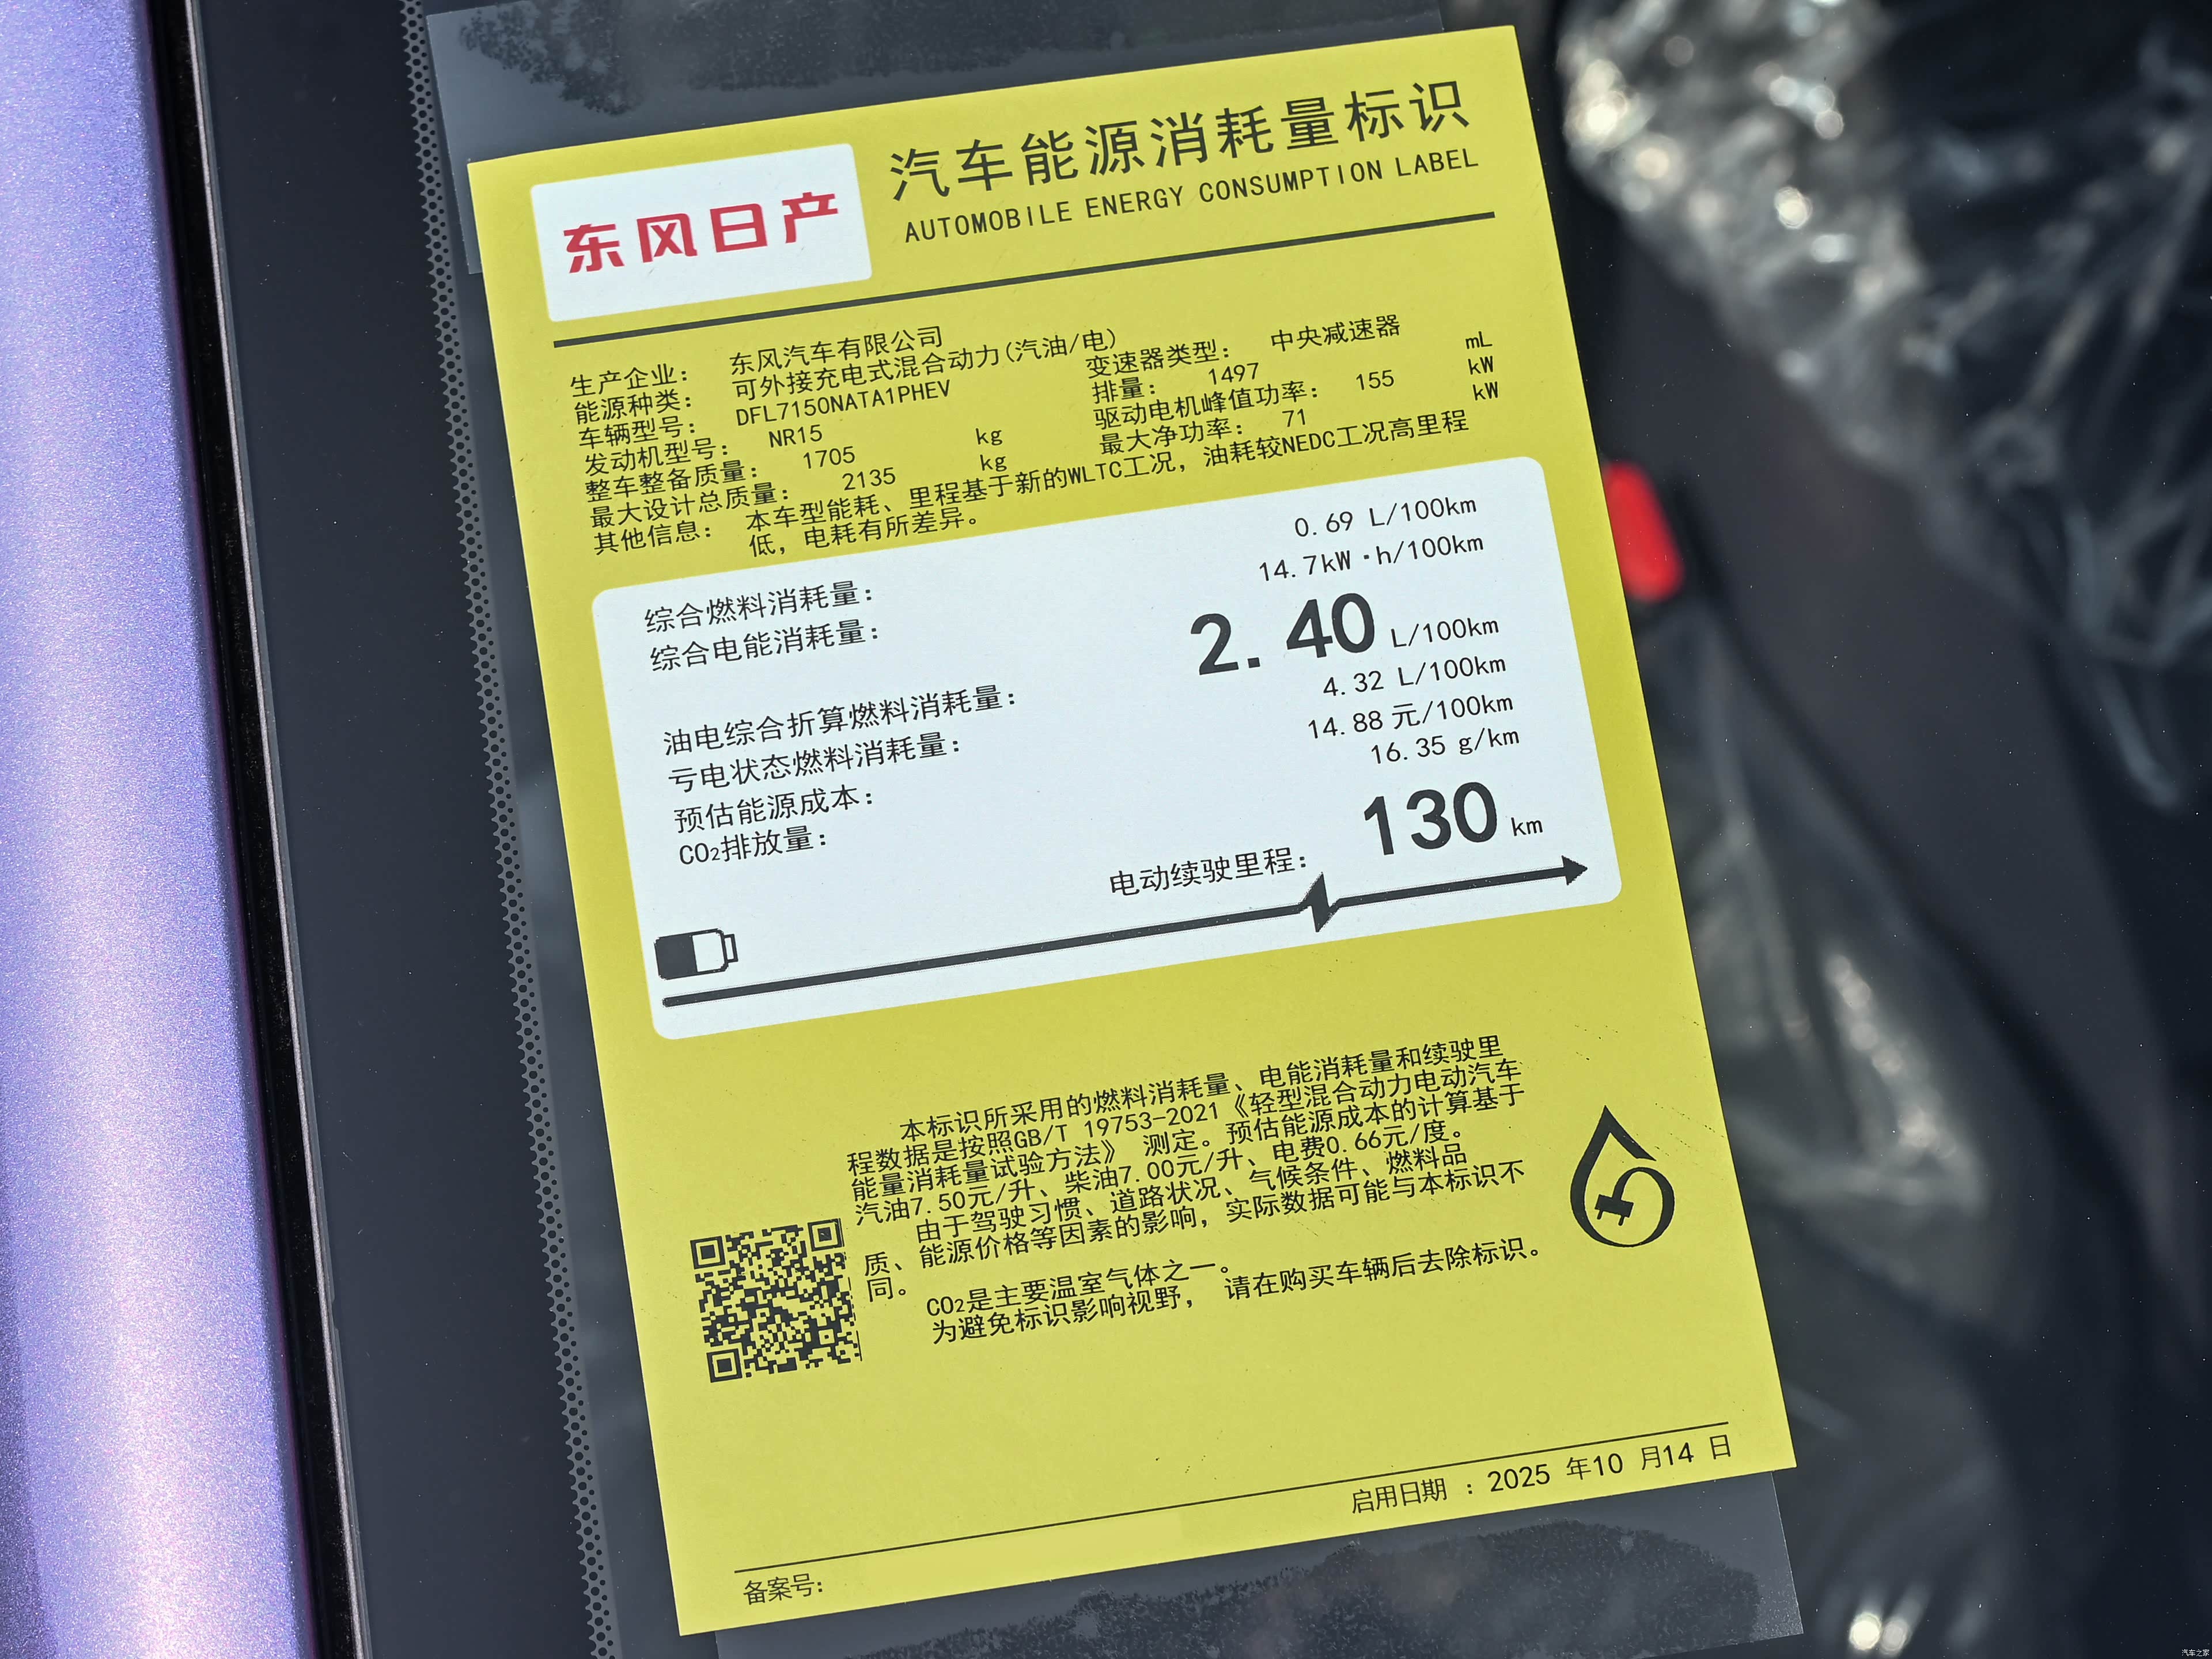 东风日产
汽车能源消耗量标识
AUTOMOBILE ENERGY CONSUMPTION LABEL
生产企业: 东风汽车有限公司
能源种类: 可外接充电式混合动力(汽油/电)
车辆型号: DFL7150NATA1PHEV 变速器类型: 中央减速器
发动机型号: NR15 排量: 1497 mL
整车整备质量: 1705 kg 驱动电机峰值功率: 155 kW
最大设计总质量: 2135 kg 最大净功率: 71 kW
其他信息: 本车型能耗、里程基于新的WLTC工况，油耗较NEDC工况高里程
低，电耗有所差异。
综合燃料消耗量: 0.69 L/100km
综合电能消耗量: 14.7kW·h/100km
油电综合折算燃料消耗量: 2.40 L/100km
亏电状态燃料消耗量: 4.32 L/100km
预估能源成本: 14.88 元/100km
CO₂排放量: 16.35 g/km
电动续驶里程: 130 km
本标识所采用的燃料消耗量、电能消耗量和续驶里
程数据是按照GB/T 19753-2021《轻型混合动力电动汽车
能量消耗量试验方法》 测定。预估能源成本的计算基于
汽油7.50元/升、柴油7.00元/升、电费0.66元/度。
由于驾驶习惯、道路状况、气候条件、燃料品
质、能源价格等因素的影响，实际数据可能与本标识不
同。
CO₂是主要温室气体之一。
为避免标识影响视野， 请在购买车辆后去除标识。
启用日期 : 2025 年10 月14 日
备案号:
汽车之家